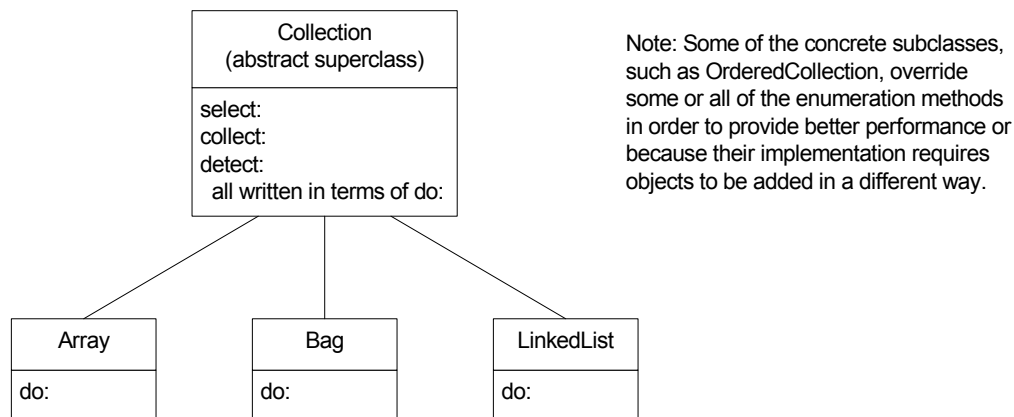 Collection
(abstract superclass)
select:
collect:
detect:
all written in terms of do:
Note: Some of the concrete subclasses,
such as OrderedCollection, override
some or all of the enumeration methods
in order to provide better performance or
because their implementation requires
objects to be added in a different way.
Array
do:
Bag
do:
LinkedList
do: